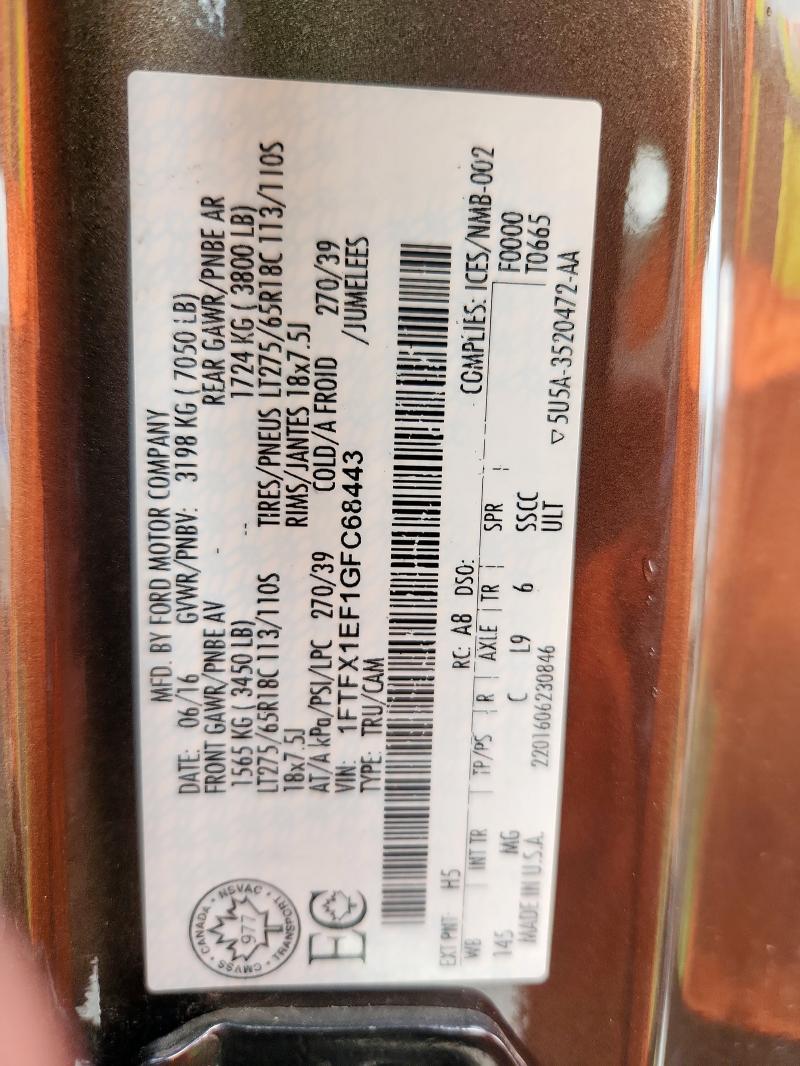 MFD. BY FORD MOTOR COMPANY
DATE: 06/16 GVWR/PNBV: 3198 KG ( 7050 LB)
FRONT GAWR/PNBE AV - REAR GAWR/PNBE AR
1565 KG ( 3450 LB) -- 1724 KG ( 3800 LB)
LT275/65R18C 113/110S TIRES/PNEUS LT275/65R18C 113/110S
18x7.5J RIMS/JANTES 18x7.5J
AT/A kPa/PSI/LPC 270/39 COLD/A FROID 270/39
VIN: 1FTFX1EF1GFC68443 /JUMELEES
TYPE: TRU/CAM
CANADA • NSVAC • TRANSPORT • CMVSS •
977
EC
EXT PNT: H5 RC: A8 DSO: COMPLIES: ICES/NMB-002
WB INT TR TP/PS R AXLE TR SPR F0000
145 MG C L9 6 SSCC T0665
ULT
MADE IN U.S.A. 2201606230846 ▽ 5U5A-3520472-AA